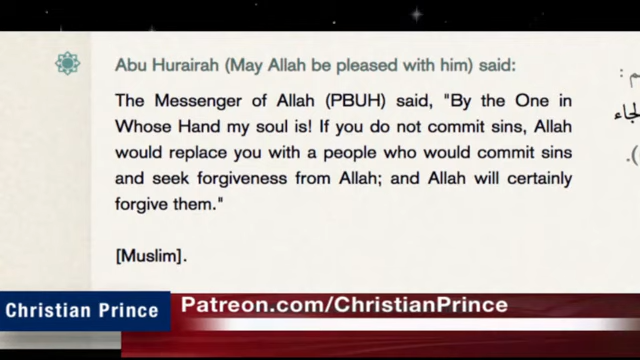 Abu Hurairah (May Allah be pleased with him) said:
The Messenger of Allah (PBUH) said, "By the One in
Whose Hand my soul is! If you do not commit sins, Allah
would replace you with a people who would commit sins
and seek forgiveness from Allah; and Allah will certainly
forgive them."
[Muslim].
Christian Prince
Patreon.com/ChristianPrince